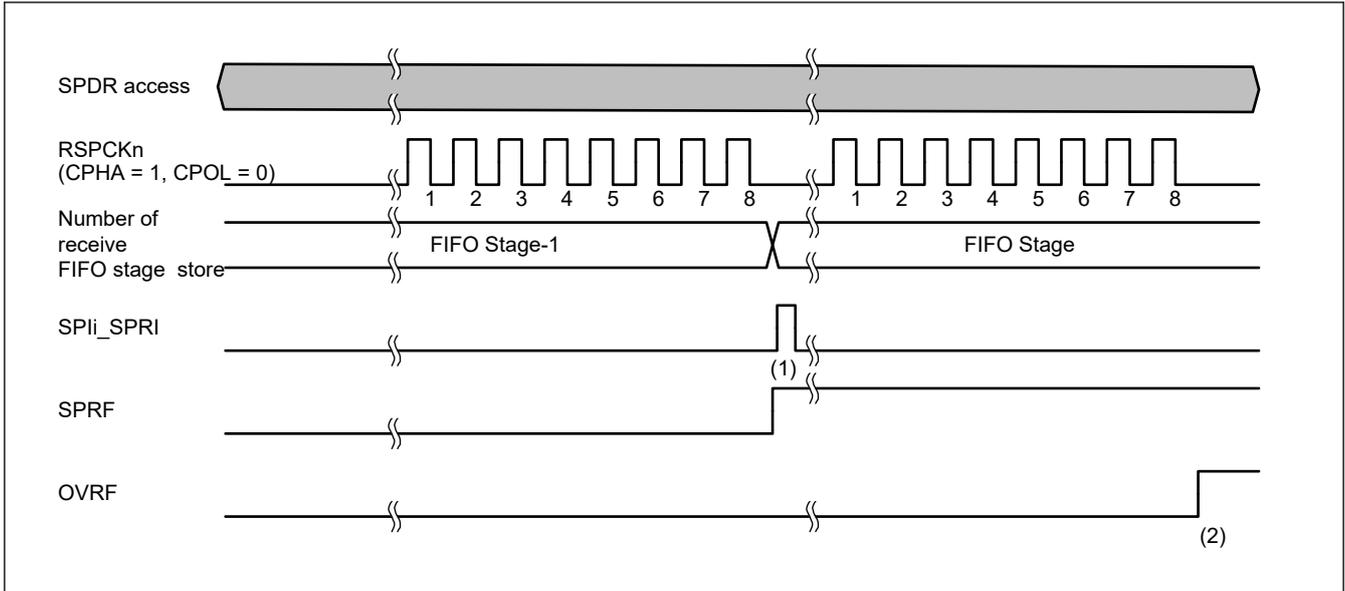 SPDR access
RSPCKn
(CPHA = 1, CPOL = 0)
1 2 3 4 5 6 7 8 1 2 3 4 5 6 7 8
Number of
receive
FIFO stage store
FIFO Stage-1 FIFO Stage
SPIi_SPRI
(1)
SPRF
OVRF
(2)